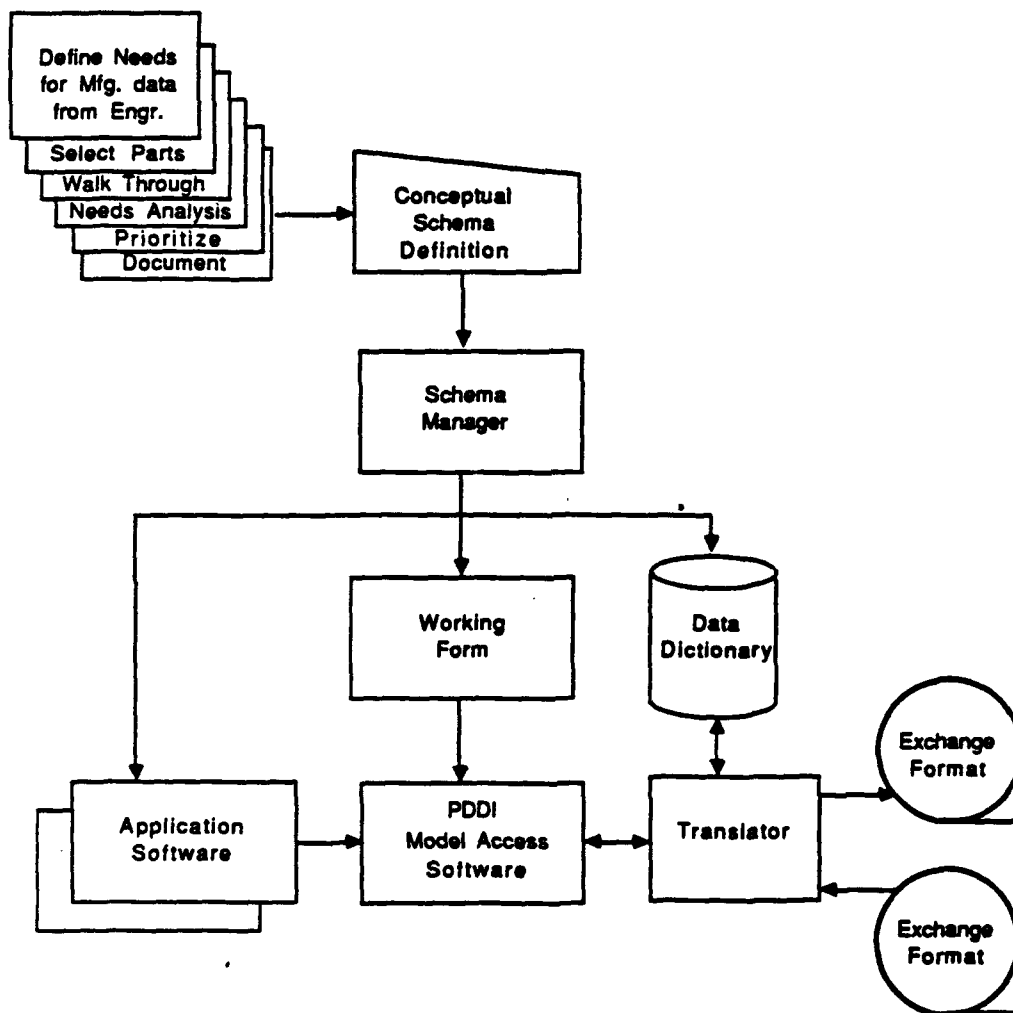 Define Needs
for Mfg. data
from Engr.
Select Parts
Walk Through
Needs Analysis
Prioritize
Document
Conceptual
Schema
Definition
Schema
Manager
Working
Form
Data
Dictionary
Exchange
Format
Application
Software
PDDI
Model Access
Software
Translator
Exchange
Format